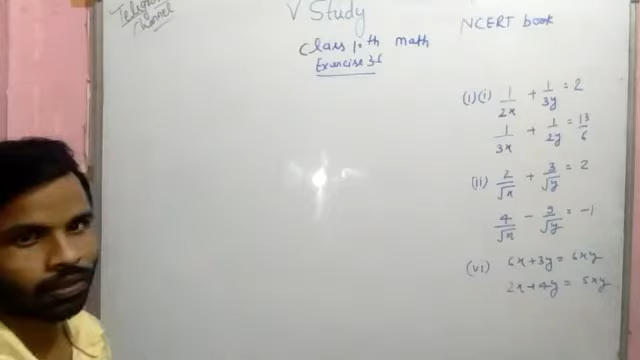 Telegram
Channel
V Study
Class 10th math
Exercise 3.6
NCERT book
(1)(i) 1/2x + 1/3y = 2
1/3x + 1/2y = 13/6
(ii) 2/√x + 3/√y = 2
4/√x - 9/√y = -1
(vi) 6x+3y = 6xy
2x+4y = 5xy